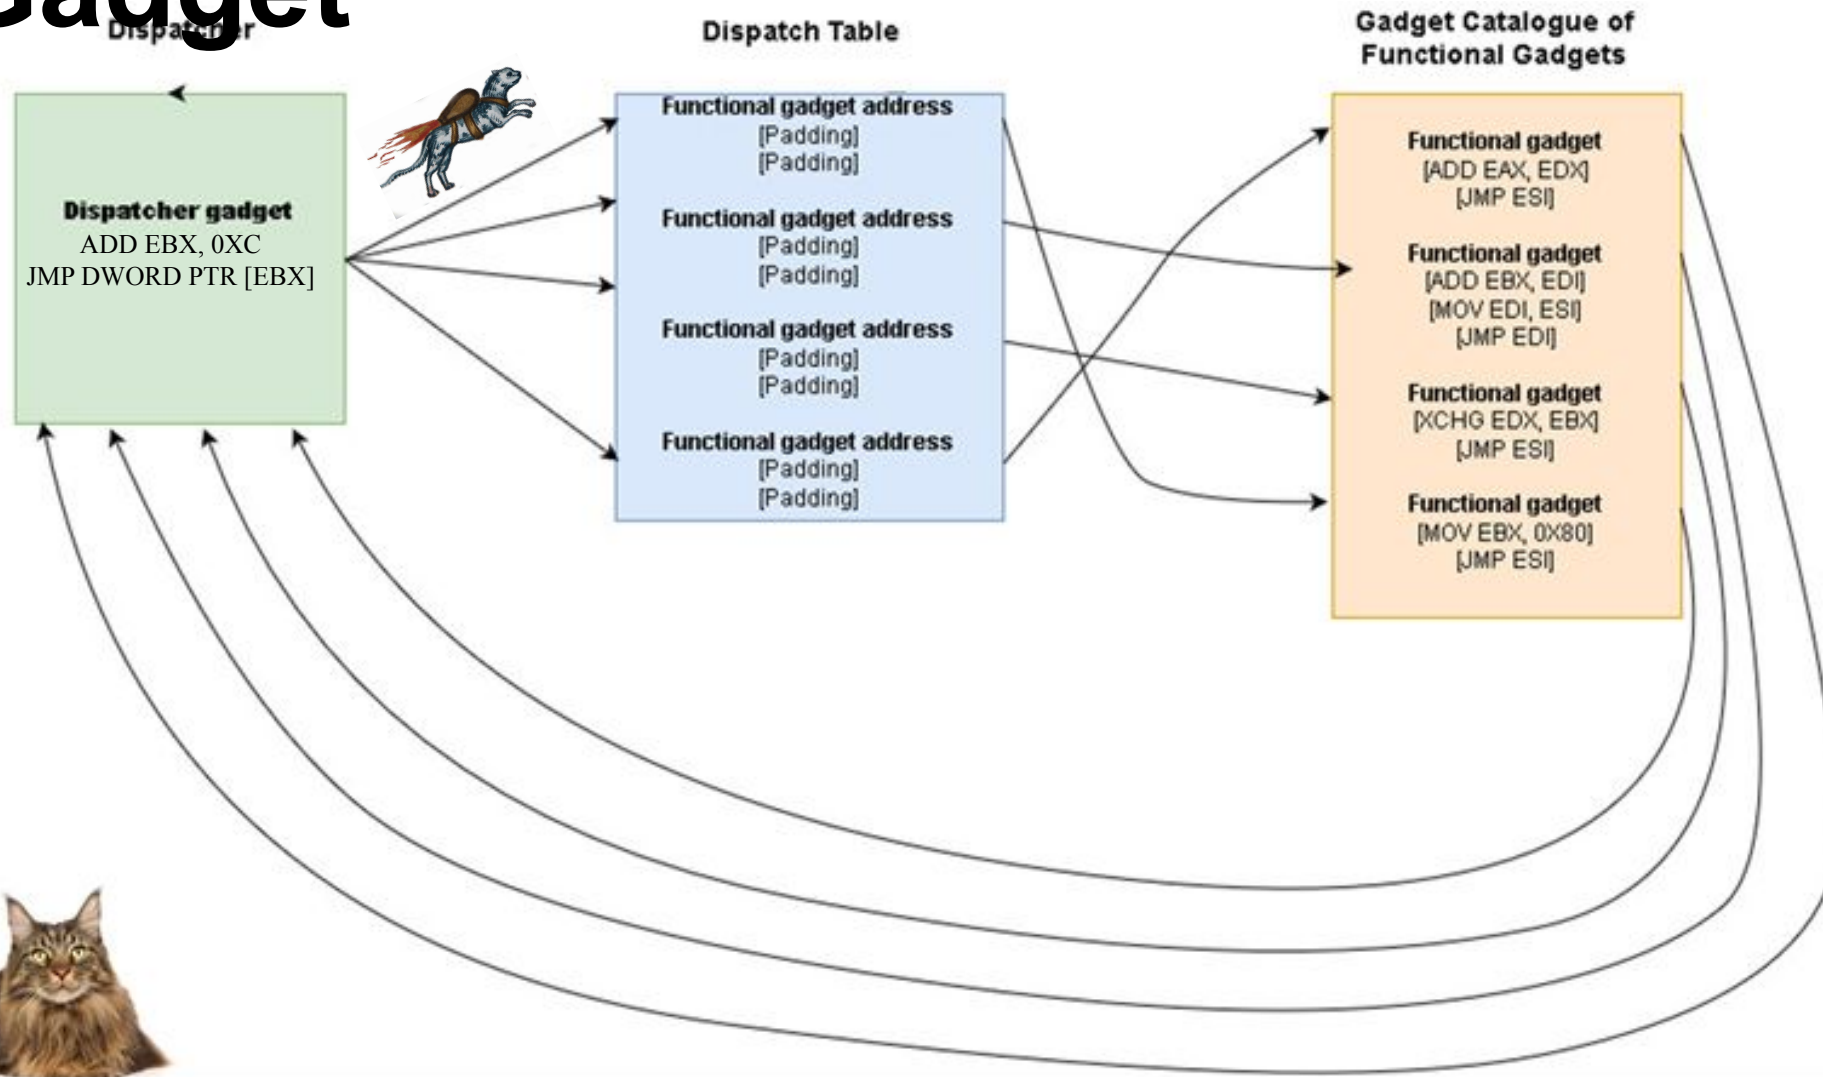 Gadget
Dispatcher
Dispatcher gadget
ADD EBX, 0XC
JMP DWORD PTR [EBX]
Dispatch Table
Functional gadget address
[Padding]
[Padding]
Functional gadget address
[Padding]
[Padding]
Functional gadget address
[Padding]
[Padding]
Functional gadget address
[Padding]
[Padding]
Gadget Catalogue of
Functional Gadgets
Functional gadget
[ADD EAX, EDX]
[JMP ESI]
Functional gadget
[ADD EBX, EDI]
[MOV EDI, ESI]
[JMP EDI]
Functional gadget
[XCHG EDX, EBX]
[JMP ESI]
Functional gadget
[MOV EBX, 0X80]
[JMP ESI]